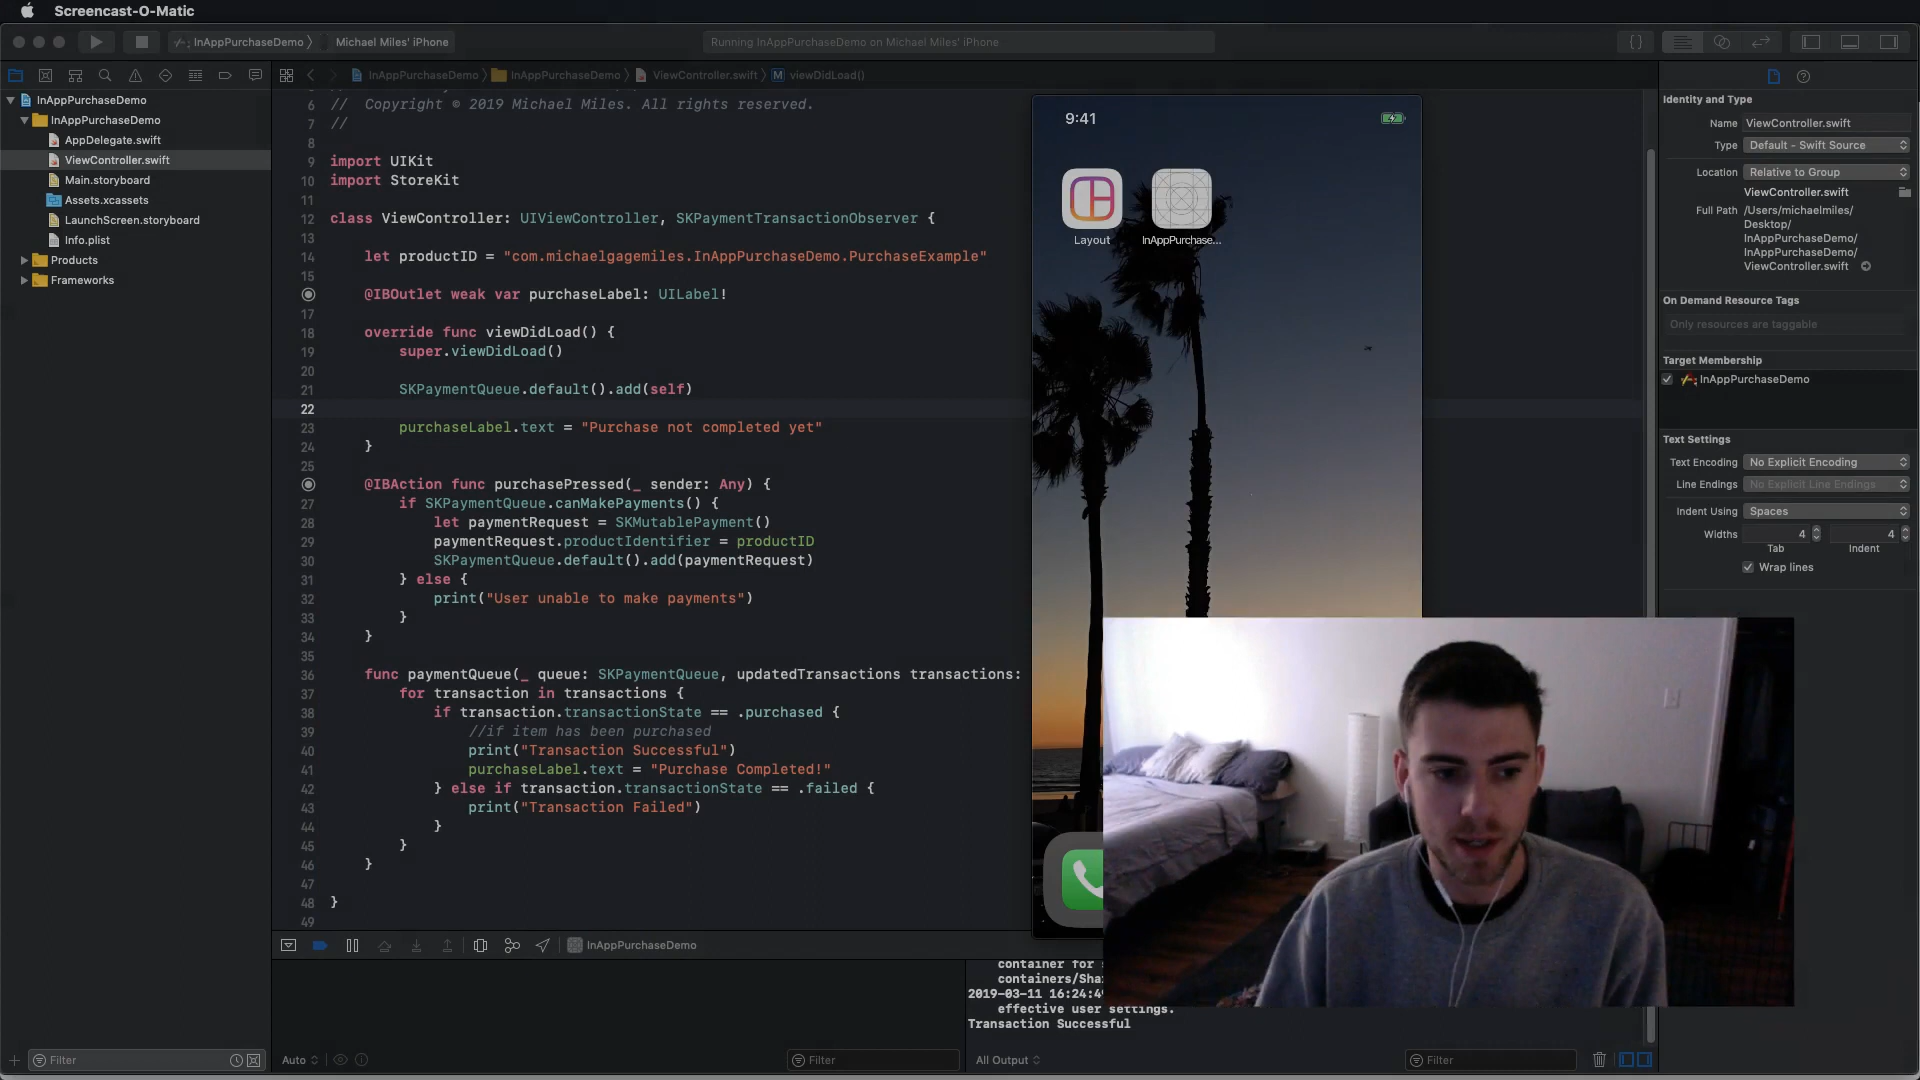 Screencast-O-Matic
InAppPurchaseDemo
Michael Miles' iPhone
Running InAppPurchaseDemo on Michael Miles' iPhone
InAppPurchaseDemo
InAppPurchaseDemo
ViewController.swift
M viewDidLoad()
InAppPurchaseDemo
InAppPurchaseDemo
AppDelegate.swift
ViewController.swift
Main.storyboard
Assets.xcassets
LaunchScreen.storyboard
Info.plist
Products
Frameworks
6 // Copyright © 2019 Michael Miles. All rights reserved.
7 //
8
9 import UIKit
10 import StoreKit
11
12 class ViewController: UIViewController, SKPaymentTransactionObserver {
13
14 let productID = "com.michaelgagemiles.InAppPurchaseDemo.PurchaseExample"
15
@IBOutlet weak var purchaseLabel: UILabel!
17
18 override func viewDidLoad() {
19 super.viewDidLoad()
20
21 SKPaymentQueue.default().add(self)
22
23 purchaseLabel.text = "Purchase not completed yet"
24 }
25
@IBAction func purchasePressed(_ sender: Any) {
27 if SKPaymentQueue.canMakePayments() {
28 let paymentRequest = SKMutablePayment()
29 paymentRequest.productIdentifier = productID
30 SKPaymentQueue.default().add(paymentRequest)
31 } else {
32 print("User unable to make payments")
33 }
34 }
35
36 func paymentQueue(_ queue: SKPaymentQueue, updatedTransactions transactions:
37 for transaction in transactions {
38 if transaction.transactionState == .purchased {
39 //if item has been purchased
40 print("Transaction Successful")
41 purchaseLabel.text = "Purchase Completed!"
42 } else if transaction.transactionState == .failed {
43 print("Transaction Failed")
44 }
45 }
46 }
47
48 }
49
9:41
Layout
InAppPurchase...
Identity and Type
Name ViewController.swift
Type Default - Swift Source
Location Relative to Group
ViewController.swift
Full Path /Users/michaelmiles/
Desktop/
InAppPurchaseDemo/
InAppPurchaseDemo/
ViewController.swift
On Demand Resource Tags
Only resources are taggable
Target Membership
InAppPurchaseDemo
Text Settings
Text Encoding No Explicit Encoding
Line Endings No Explicit Line Endings
Indent Using Spaces
Widths 4 4
Tab Indent
Wrap lines
InAppPurchaseDemo
container for
containers/Sha
2019-03-11 16:24:4
effective user settings.
Transaction Successful
Filter
Auto
Filter
All Output
Filter